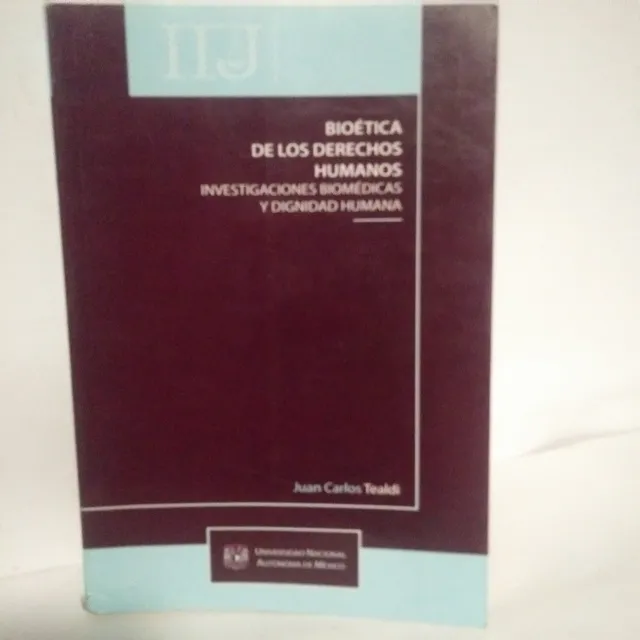 IIJ
BIOÉTICA
DE LOS DERECHOS
HUMANOS
INVESTIGACIONES BIOMÉDICAS
Y DIGNIDAD HUMANA
Juan Carlos Tealdi
UNIVERSIDAD NACIONAL
AUTÓNOMA DE MÉXICO